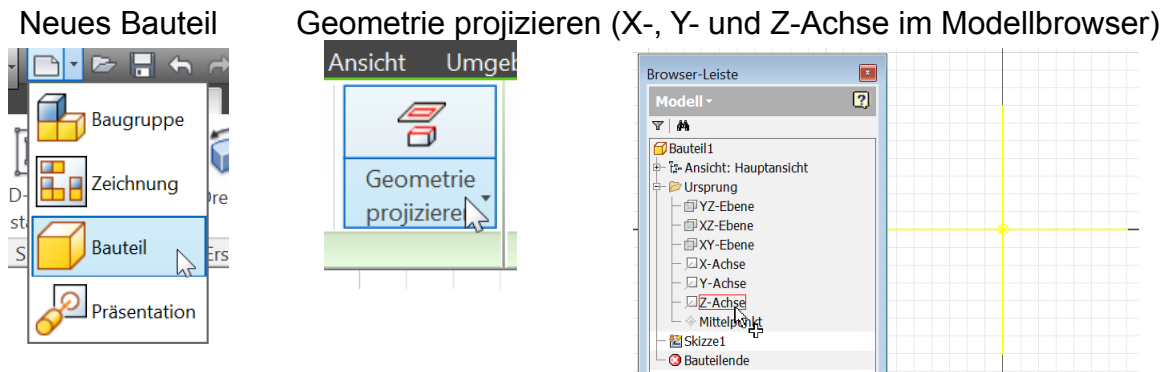 Neues Bauteil
Geometrie projizieren (X-, Y- und Z-Achse im Modellbrowser)
Baugruppe
Zeichnung
Bauteil
Präsentation
Ansicht
Geometrie
Browser-Leiste
Modell
Bauteil1
Ansicht: Hauptansicht
Ursprung
YZ-Ebene
XZ-Ebene
XY-Ebene
X-Achse
Y-Achse
Z-Achse
Mittelpunkt
Skizze1
Bauteilende